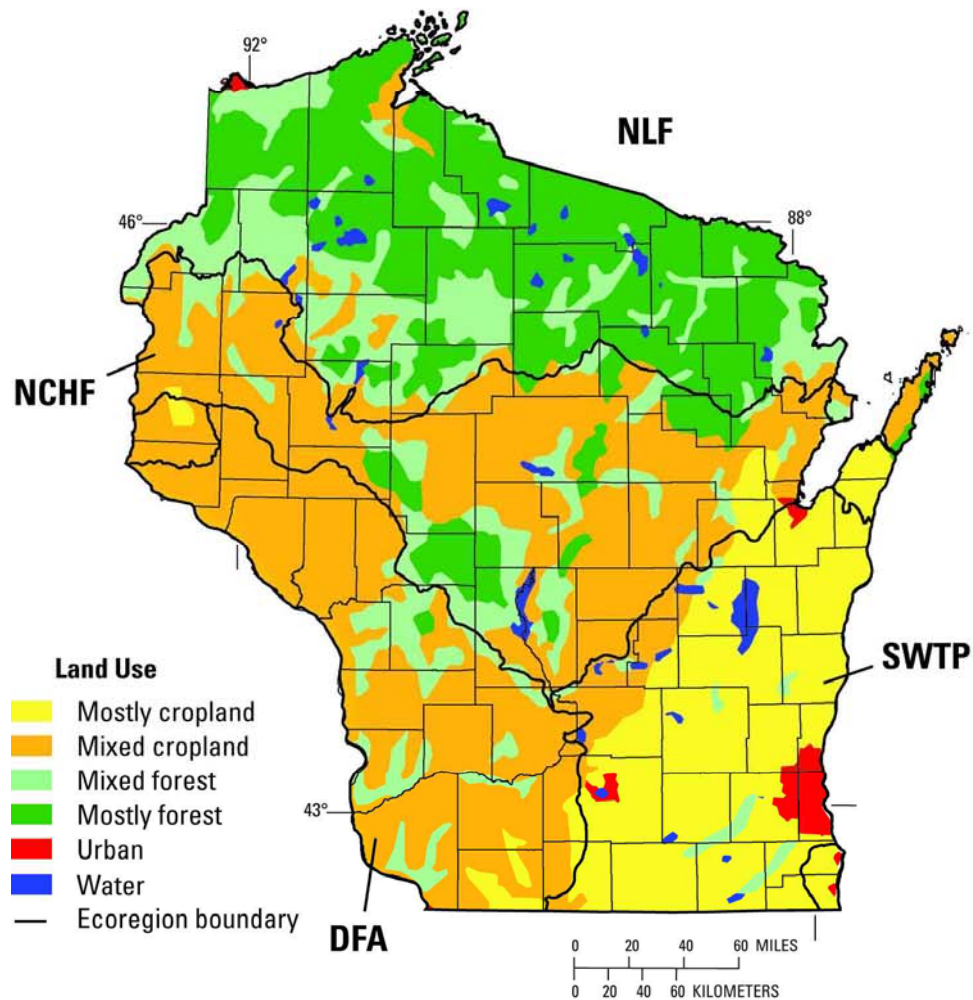 92°
NLF
46°
88°
NCHF
SWTP
Land Use
Mostly cropland
Mixed cropland
Mixed forest
Mostly forest
Urban
Water
Ecoregion boundary
43°
DFA
0 20 40 60 MILES
0 20 40 60 KILOMETERS